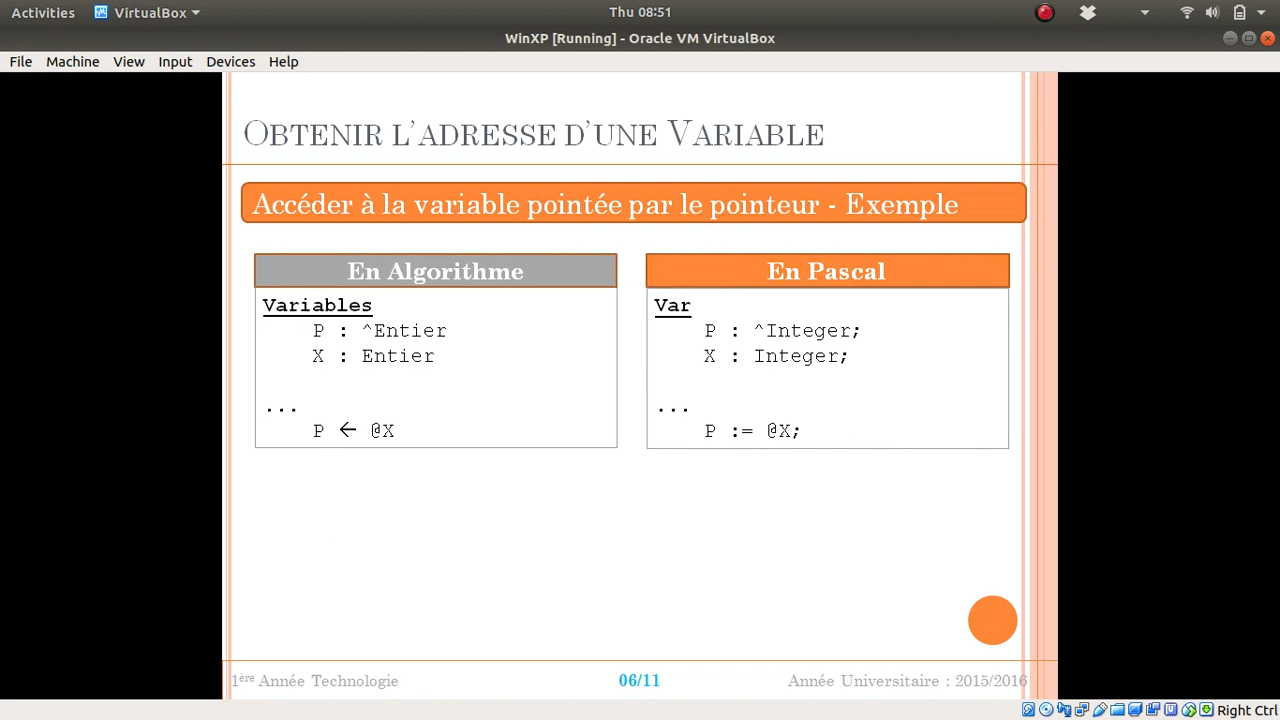 Activities VirtualBox Thu 08:51
WinXP [Running] - Oracle VM VirtualBox
File Machine View Input Devices Help
Obtenir l'adresse d'une Variable
Accéder à la variable pointée par le pointeur - Exemple
En Algorithme
Variables
P : ^Entier
X : Entier
...
P ← @X
En Pascal
Var
P : ^Integer;
X : Integer;
...
P := @X;
1ère Année Technologie 06/11 Année Universitaire : 2015/2016
Right Ctrl